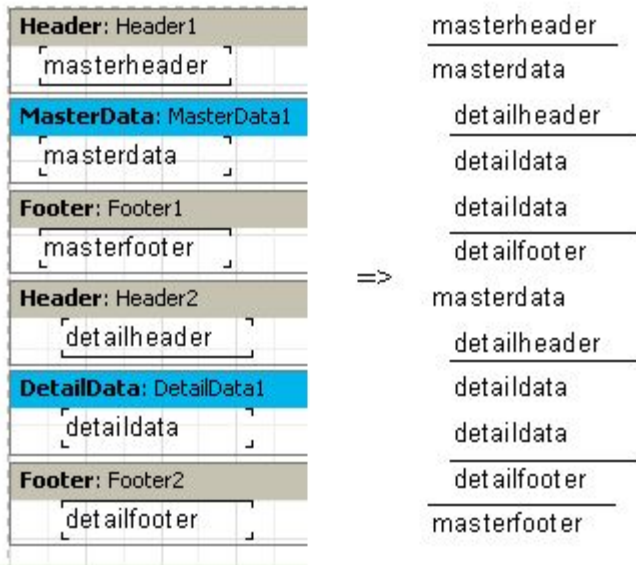 Header: Header1
masterheader
MasterData: MasterData1
masterdata
Footer: Footer1
masterfooter
Header: Header2
detailheader
DetailData: DetailData1
detaildata
Footer: Footer2
detailfooter
=>
masterheader
masterdata
detailheader
detaildata
detaildata
detailfooter
masterdata
detailheader
detaildata
detaildata
detailfooter
masterfooter